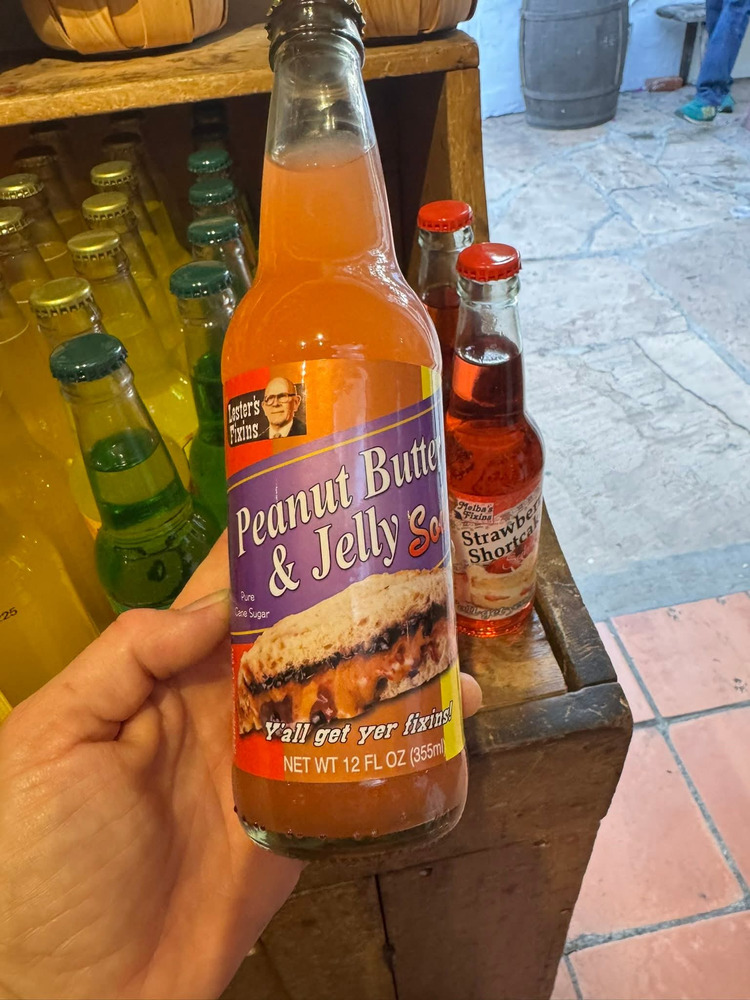 Lester's
Fixins
Peanut Butter
& Jelly So
Pure
Cane Sugar
Y'all get yer fixins!
NET WT 12 FL OZ (355ml)
Melba's
Fixins
Strawber
Shortcak
25